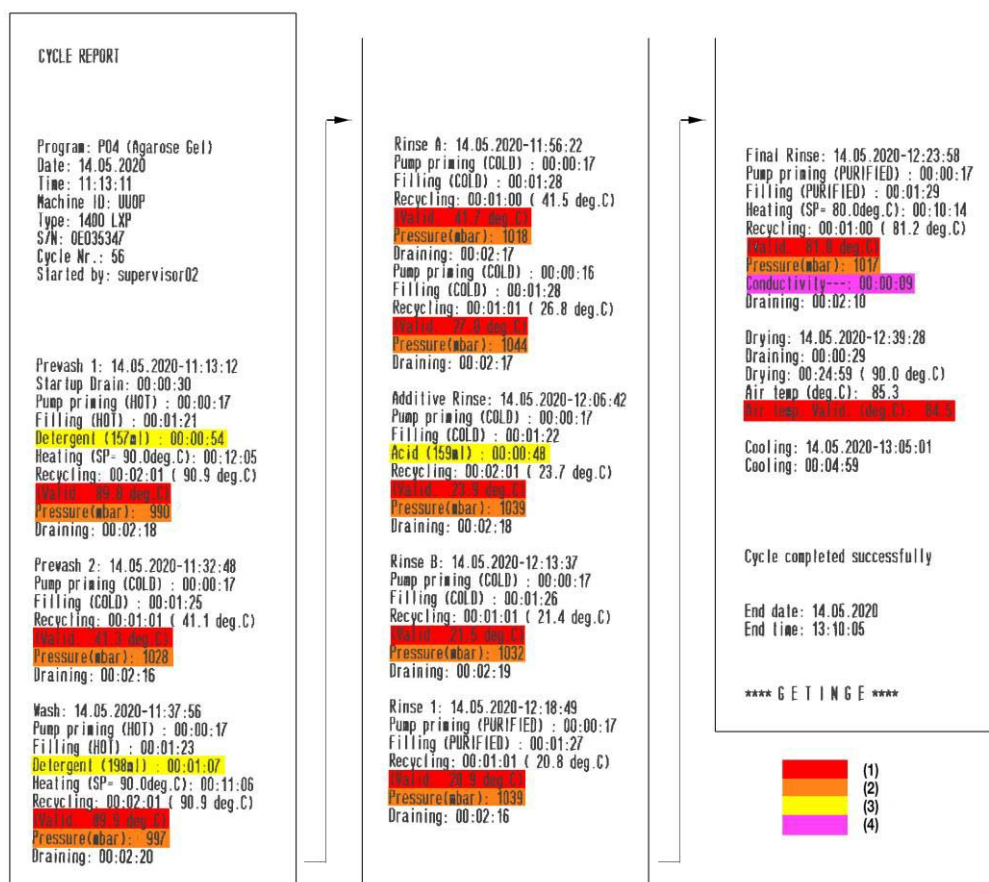 CYCLE REPORT
Program: P04 (Agarose Gel)
Date: 14.05.2020
Time: 11:13:11
Machine ID: UUOP
Type: 1400 LXP
S/N: OE035347
Cycle Nr.: 56
Started by: supervisor02
Prewash 1: 14.05.2020-11:13:12
Startup Drain: 00:00:30
Pump priming (HOT) : 00:00:17
Filling (HOT) : 00:01:21
Detergent (157ml) : 00:00:54
Heating (SP= 90.0deg.C): 00:12:05
Recycling: 00:02:01 ( 90.9 deg.C)
(Valid. 89.8 deg.C)
Pressure(mbar): 990
Draining: 00:02:18
Prewash 2: 14.05.2020-11:32:48
Pump priming (COLD) : 00:00:17
Filling (COLD) : 00:01:25
Recycling: 00:01:01 ( 41.1 deg.C)
(Valid. 41.3 deg.C)
Pressure(mbar): 1028
Draining: 00:02:16
Wash: 14.05.2020-11:37:56
Pump priming (HOT) : 00:00:17
Filling (HOT) : 00:01:23
Detergent (198ml) : 00:01:07
Heating (SP= 90.0deg.C): 00:11:06
Recycling: 00:02:01 ( 90.9 deg.C)
(Valid. 89.9 deg.C)
Pressure(mbar): 997
Draining: 00:02:20
Rinse A: 14.05.2020-11:56:22
Pump priming (COLD) : 00:00:17
Filling (COLD) : 00:01:28
Recycling: 00:01:00 ( 41.5 deg.C)
(Valid. 41.7 deg.C)
Pressure(mbar): 1018
Draining: 00:02:17
Pump priming (COLD) : 00:00:16
Filling (COLD) : 00:01:28
Recycling: 00:01:01 ( 26.8 deg.C)
(Valid. 27.0 deg.C)
Pressure(mbar): 1044
Draining: 00:02:17
Additive Rinse: 14.05.2020-12:06:42
Pump priming (COLD) : 00:00:17
Filling (COLD) : 00:01:22
Acid (159ml) : 00:00:48
Recycling: 00:02:01 ( 23.7 deg.C)
(Valid. 23.9 deg.C)
Pressure(mbar): 1039
Draining: 00:02:18
Rinse B: 14.05.2020-12:13:37
Pump priming (COLD) : 00:00:17
Filling (COLD) : 00:01:26
Recycling: 00:01:01 ( 21.4 deg.C)
(Valid. 21.5 deg.C)
Pressure(mbar): 1032
Draining: 00:02:19
Rinse 1: 14.05.2020-12:18:49
Pump priming (PURIFIED) : 00:00:17
Filling (PURIFIED) : 00:01:27
Recycling: 00:01:01 ( 20.8 deg.C)
(Valid. 20.9 deg.C)
Pressure(mbar): 1039
Draining: 00:02:16
Final Rinse: 14.05.2020-12:23:58
Pump priming (PURIFIED) : 00:00:17
Filling (PURIFIED) : 00:01:29
Heating (SP= 80.0deg.C): 00:10:14
Recycling: 00:01:00 ( 81.2 deg.C)
(Valid. 81.0 deg.C)
Pressure(mbar): 1017
Conductivity---: 00:00:09
Draining: 00:02:10
Drying: 14.05.2020-12:39:28
Draining: 00:00:29
Drying: 00:24:59 ( 90.0 deg.C)
Air temp (deg.C): 85.3
Air temp. Valid. (deg.C): 84.5
Cooling: 14.05.2020-13:05:01
Cooling: 00:04:59
Cycle completed successfully
End date: 14.05.2020
End time: 13:10:05
**** G E T I N G E ****
(1)
(2)
(3)
(4)